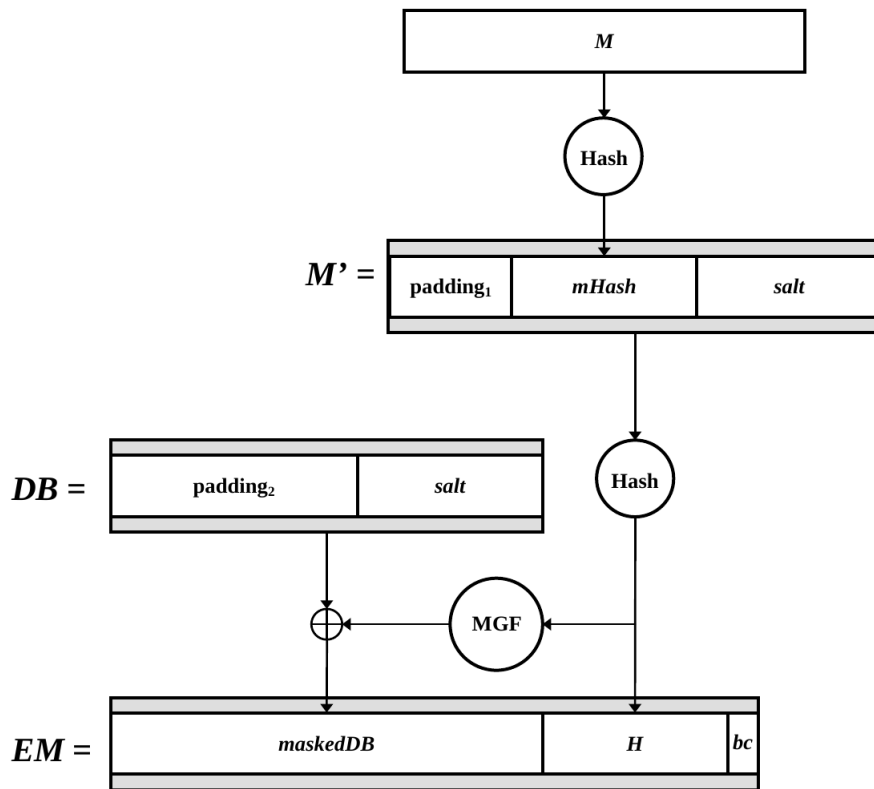 M
Hash
M’ = padding₁ mHash salt
DB = padding₂ salt Hash
MGF
EM = maskedDB H bc